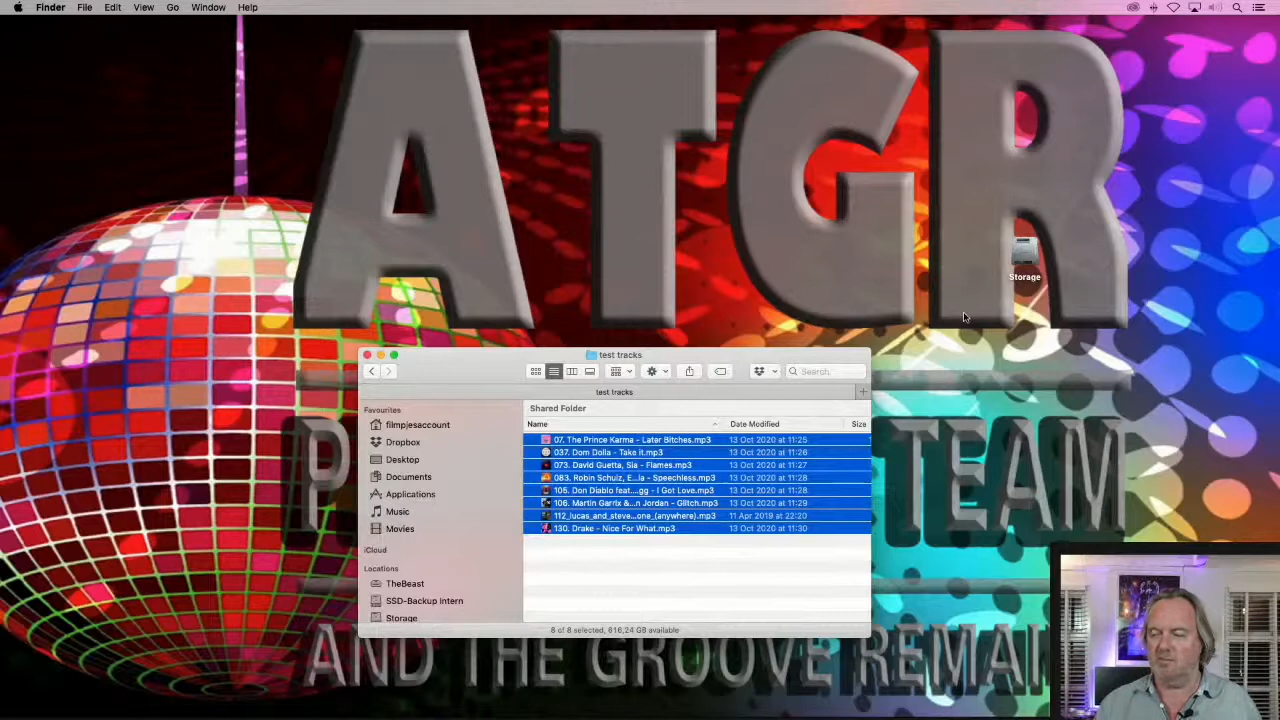 Finder File Edit View Go Window Help
ATGR
Storage
test tracks
Search
test tracks
Favourites
filmpjesaccount
Dropbox
Desktop
Documents
Applications
Music
Movies
iCloud
Locations
TheBeast
SSD-Backup intern
Storage
Shared Folder
Name Date Modified Size
07. The Prince Karma - Later Bitches.mp3 13 Oct 2020 at 11:25
037. Dom Dolla - Take it.mp3 13 Oct 2020 at 11:26
073. David Guetta, Sia - Flames.mp3 13 Oct 2020 at 11:27
083. Robin Schulz, E...la - Speechless.mp3 13 Oct 2020 at 11:28
105. Don Diablo feat....gg - I Got Love.mp3 13 Oct 2020 at 11:28
106. Martin Garrix &...n Jordan - Glitch.mp3 13 Oct 2020 at 11:29
112_lucas_and_steve...one_(anywhere).mp3 11 Apr 2019 at 22:20
130. Drake - Nice For What.mp3 13 Oct 2020 at 11:30
8 of 8 selected, 616,24 GB available
P TEAM
AND THE GROOVE REMAIN